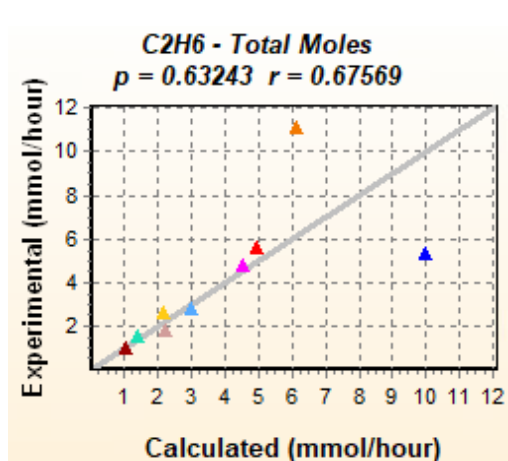 C2H6 - Total Moles
p = 0.63243 r = 0.67569
Experimental (mmol/hour)
12
10
8
6
4
2
1 2 3 4 5 6 7 8 9 10 11 12
Calculated (mmol/hour)